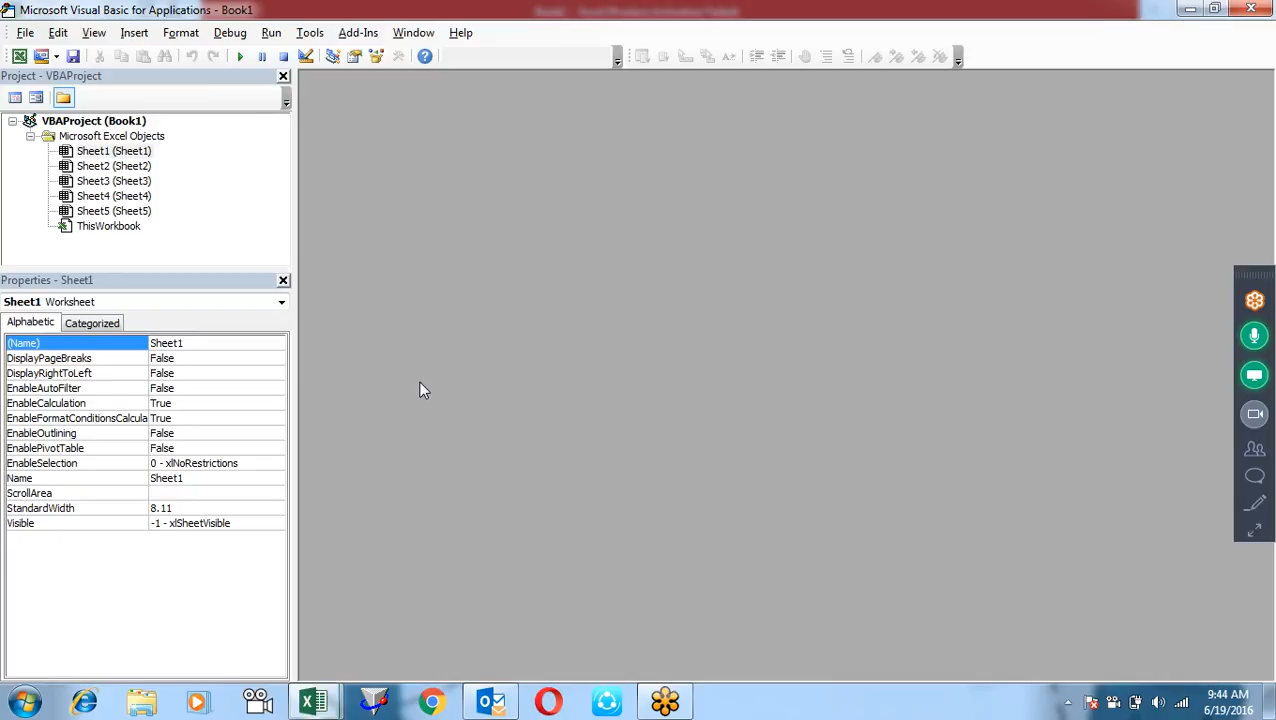 Microsoft Visual Basic for Applications - Book1
File Edit View Insert Format Debug Run Tools Add-Ins Window Help
Project - VBAProject
VBAProject (Book1)
Microsoft Excel Objects
Sheet1 (Sheet1)
Sheet2 (Sheet2)
Sheet3 (Sheet3)
Sheet4 (Sheet4)
Sheet5 (Sheet5)
ThisWorkbook
Properties - Sheet1
Sheet1 Worksheet
Alphabetic Categorized
(Name) Sheet1
DisplayPageBreaks False
DisplayRightToLeft False
EnableAutoFilter False
EnableCalculation True
EnableFormatConditionsCalcula True
EnableOutlining False
EnablePivotTable False
EnableSelection 0 - xlNoRestrictions
Name Sheet1
ScrollArea
StandardWidth 8.11
Visible -1 - xlSheetVisible
9:44 AM
6/19/2016